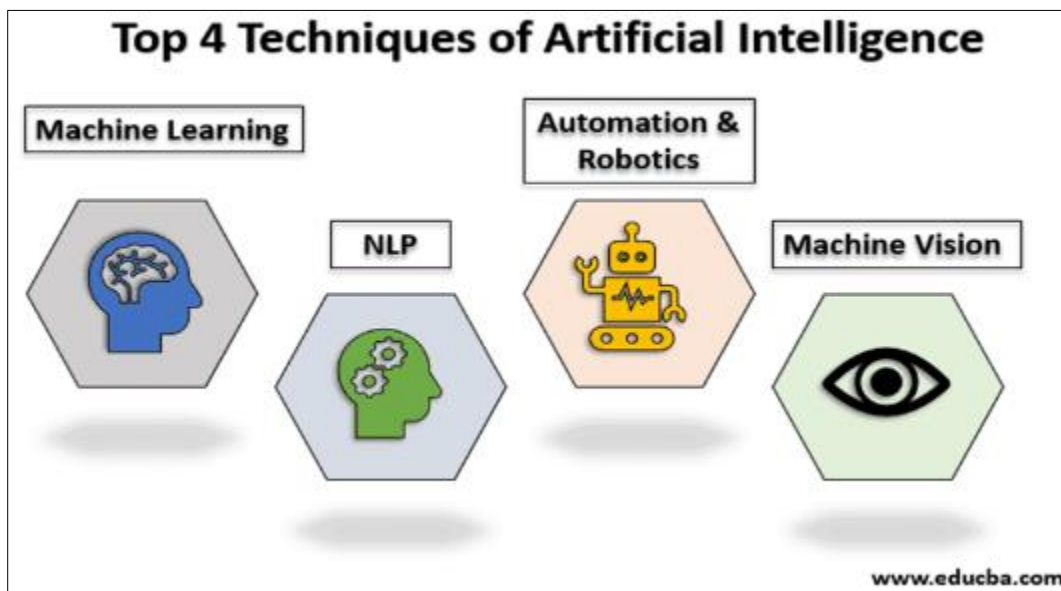 Top 4 Techniques of Artificial Intelligence
Machine Learning
NLP
Automation &
Robotics
Machine Vision
www.educba.com